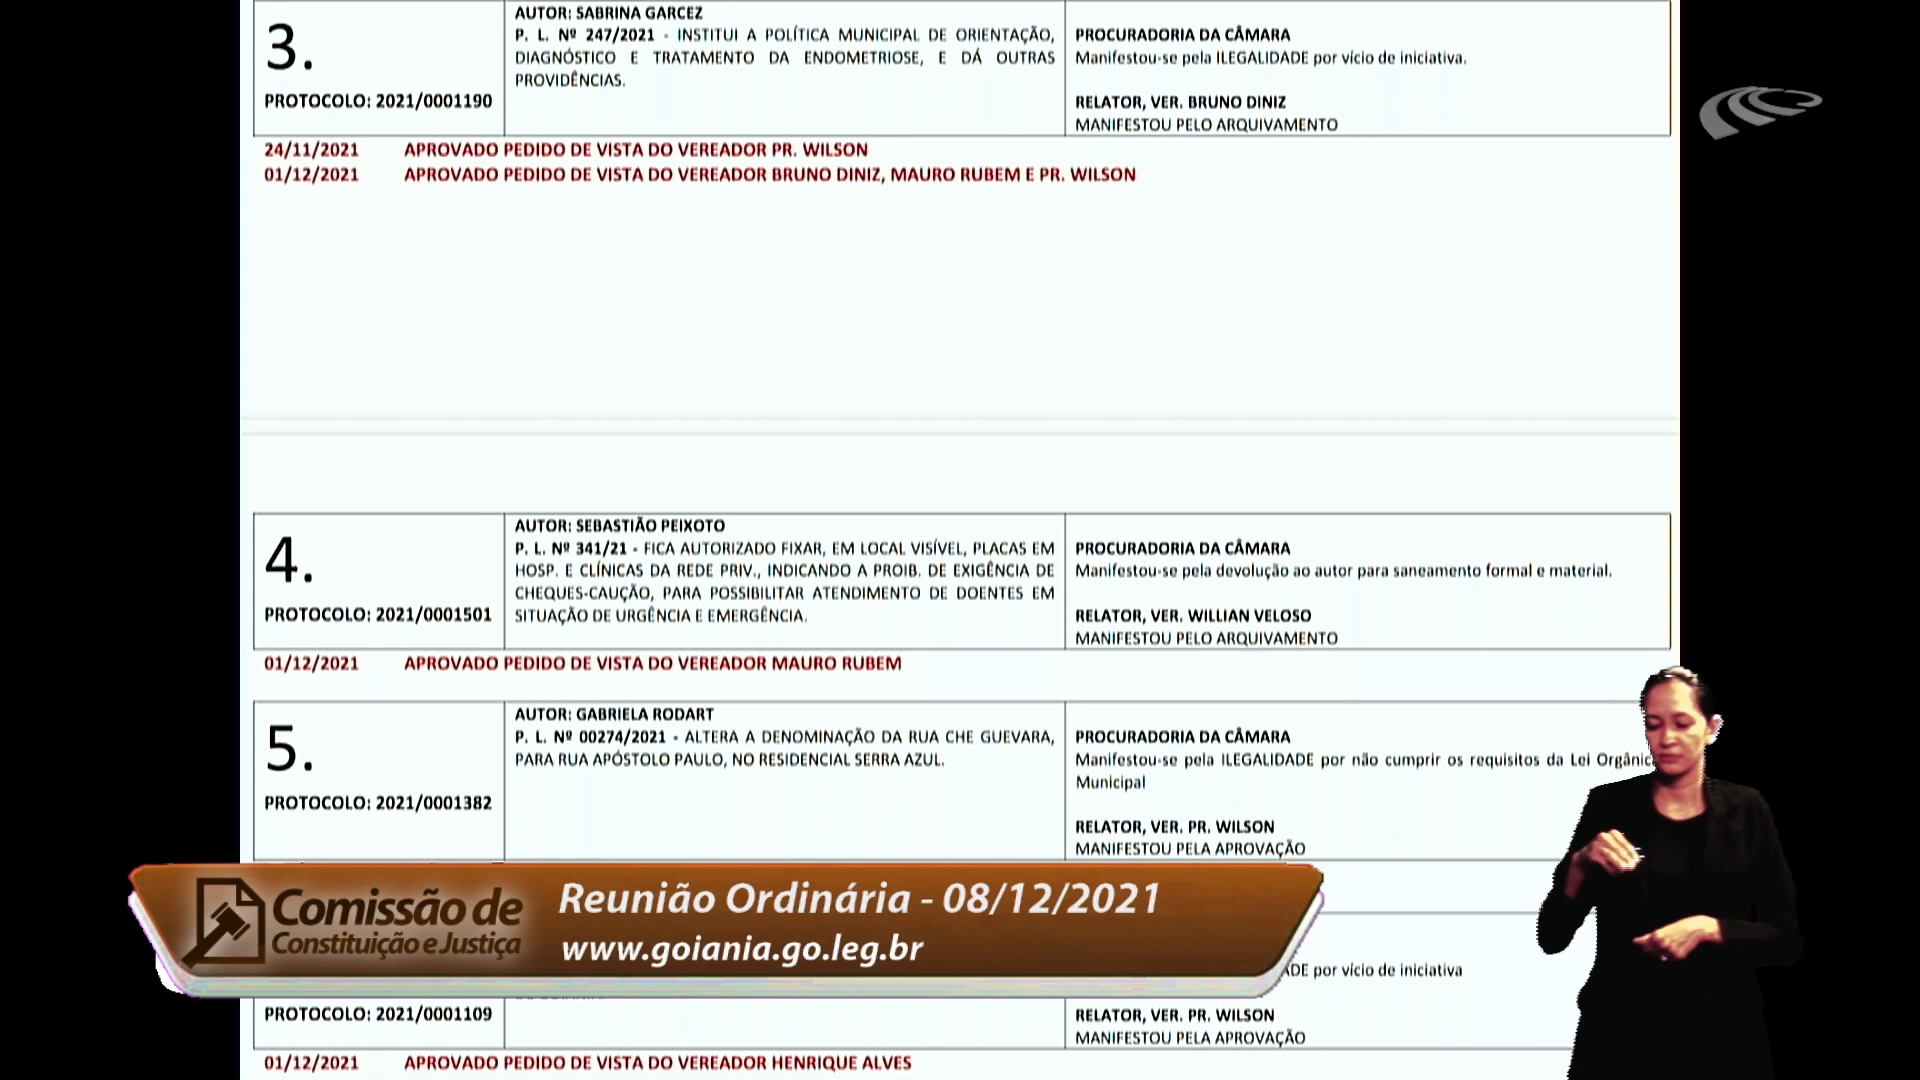 3.
PROTOCOLO: 2021/0001190
AUTOR: SABRINA GARCEZ
P. L. Nº 247/2021 - INSTITUI A POLÍTICA MUNICIPAL DE ORIENTAÇÃO,
DIAGNÓSTICO E TRATAMENTO DA ENDOMETRIOSE, E DÁ OUTRAS
PROVIDÊNCIAS.
PROCURADORIA DA CÂMARA
Manifestou-se pela ILEGALIDADE por vício de iniciativa.
RELATOR, VER. BRUNO DINIZ
MANIFESTOU PELO ARQUIVAMENTO
24/11/2021 APROVADO PEDIDO DE VISTA DO VEREADOR PR. WILSON
01/12/2021 APROVADO PEDIDO DE VISTA DO VEREADOR BRUNO DINIZ, MAURO RUBEM E PR. WILSON
4.
PROTOCOLO: 2021/0001501
AUTOR: SEBASTIÃO PEIXOTO
P. L. Nº 341/21 - FICA AUTORIZADO FIXAR, EM LOCAL VISÍVEL, PLACAS EM
HOSP. E CLÍNICAS DA REDE PRIV., INDICANDO A PROIB. DE EXIGÊNCIA DE
CHEQUES-CAUÇÃO, PARA POSSIBILITAR ATENDIMENTO DE DOENTES EM
SITUAÇÃO DE URGÊNCIA E EMERGÊNCIA.
PROCURADORIA DA CÂMARA
Manifestou-se pela devolução ao autor para saneamento formal e material.
RELATOR, VER. WILLIAN VELOSO
MANIFESTOU PELO ARQUIVAMENTO
01/12/2021 APROVADO PEDIDO DE VISTA DO VEREADOR MAURO RUBEM
5.
PROTOCOLO: 2021/0001382
AUTOR: GABRIELA RODART
P. L. Nº 00274/2021 - ALTERA A DENOMINAÇÃO DA RUA CHE GUEVARA,
PARA RUA APÓSTOLO PAULO, NO RESIDENCIAL SERRA AZUL.
PROCURADORIA DA CÂMARA
Manifestou-se pela ILEGALIDADE por não cumprir os requisitos da Lei Orgânic
Municipal
RELATOR, VER. PR. WILSON
MANIFESTOU PELA APROVAÇÃO
Comissão de
Constituição e Justiça
Reunião Ordinária - 08/12/2021
www.goiania.go.leg.br
DE por vício de iniciativa
PROTOCOLO: 2021/0001109
RELATOR, VER. PR. WILSON
MANIFESTOU PELA APROVAÇÃO
01/12/2021 APROVADO PEDIDO DE VISTA DO VEREADOR HENRIQUE ALVES